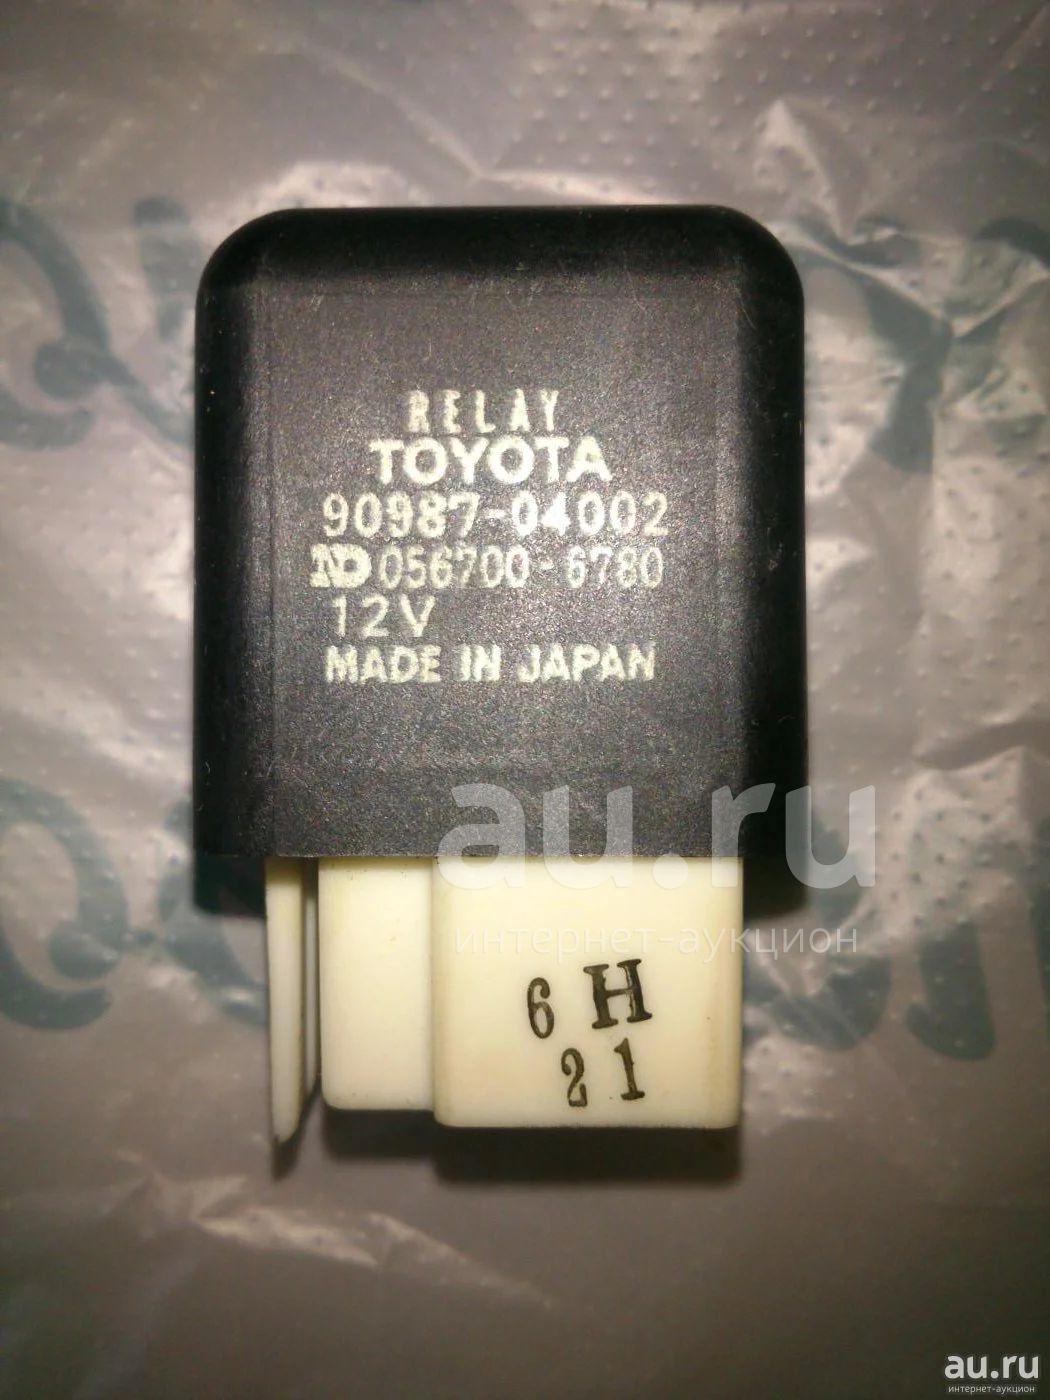 RELAY
TOYOTA
90987-04002
ND 056700-6780
12V
MADE IN JAPAN
au.ru
интернет-аукцион
6 H
21
au.ru
интернет-аукцион